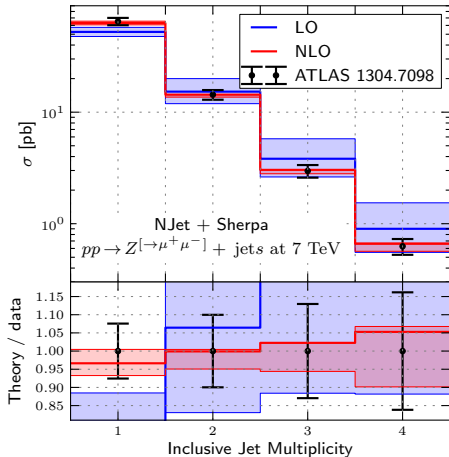 LO
NLO
ATLAS 1304.7098
σ [pb]
10¹
10⁰
NJet + Sherpa
pp → Z^[→μ⁺μ⁻] + jets at 7 TeV
Theory / data
1.15
1.10
1.05
1.00
0.95
0.90
0.85
1 2 3 4
Inclusive Jet Multiplicity